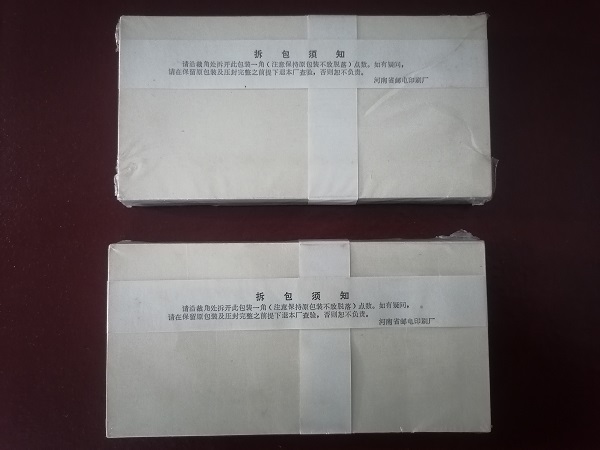 拆包须知
请沿裁角处拆开此包装一角(注意保持原包装不致脱落)点数。如有疑问,
请在保留原包装及压封完整之前提下退本厂查验,否则恕不负责。
河南省邮电印刷厂
拆包须知
请沿裁角处拆开此包装一角(注意保持原包装不致脱落)点数。如有疑问,
请在保留原包装及压封完整之前提下退本厂查验,否则恕不负责。
河南省邮电印刷厂